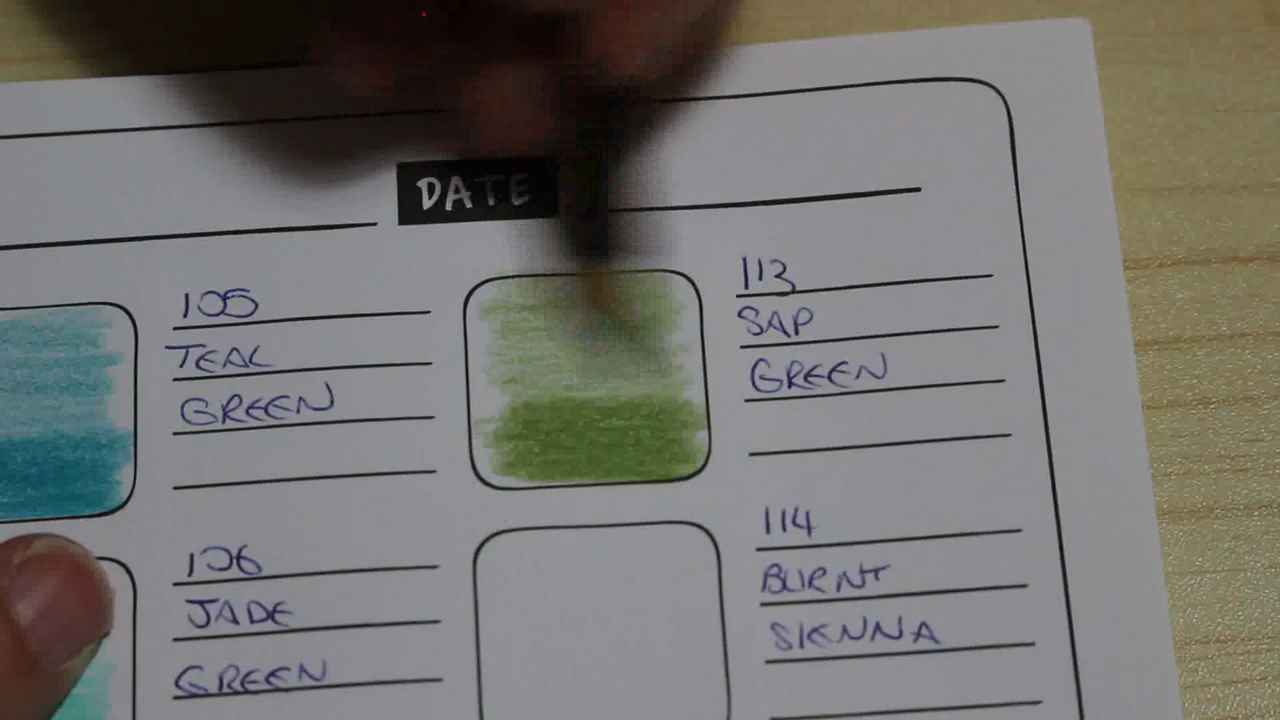 DATE
105
TEAL
GREEN
113
SAP
GREEN
106
JADE
GREEN
114
BURNT
SIENNA